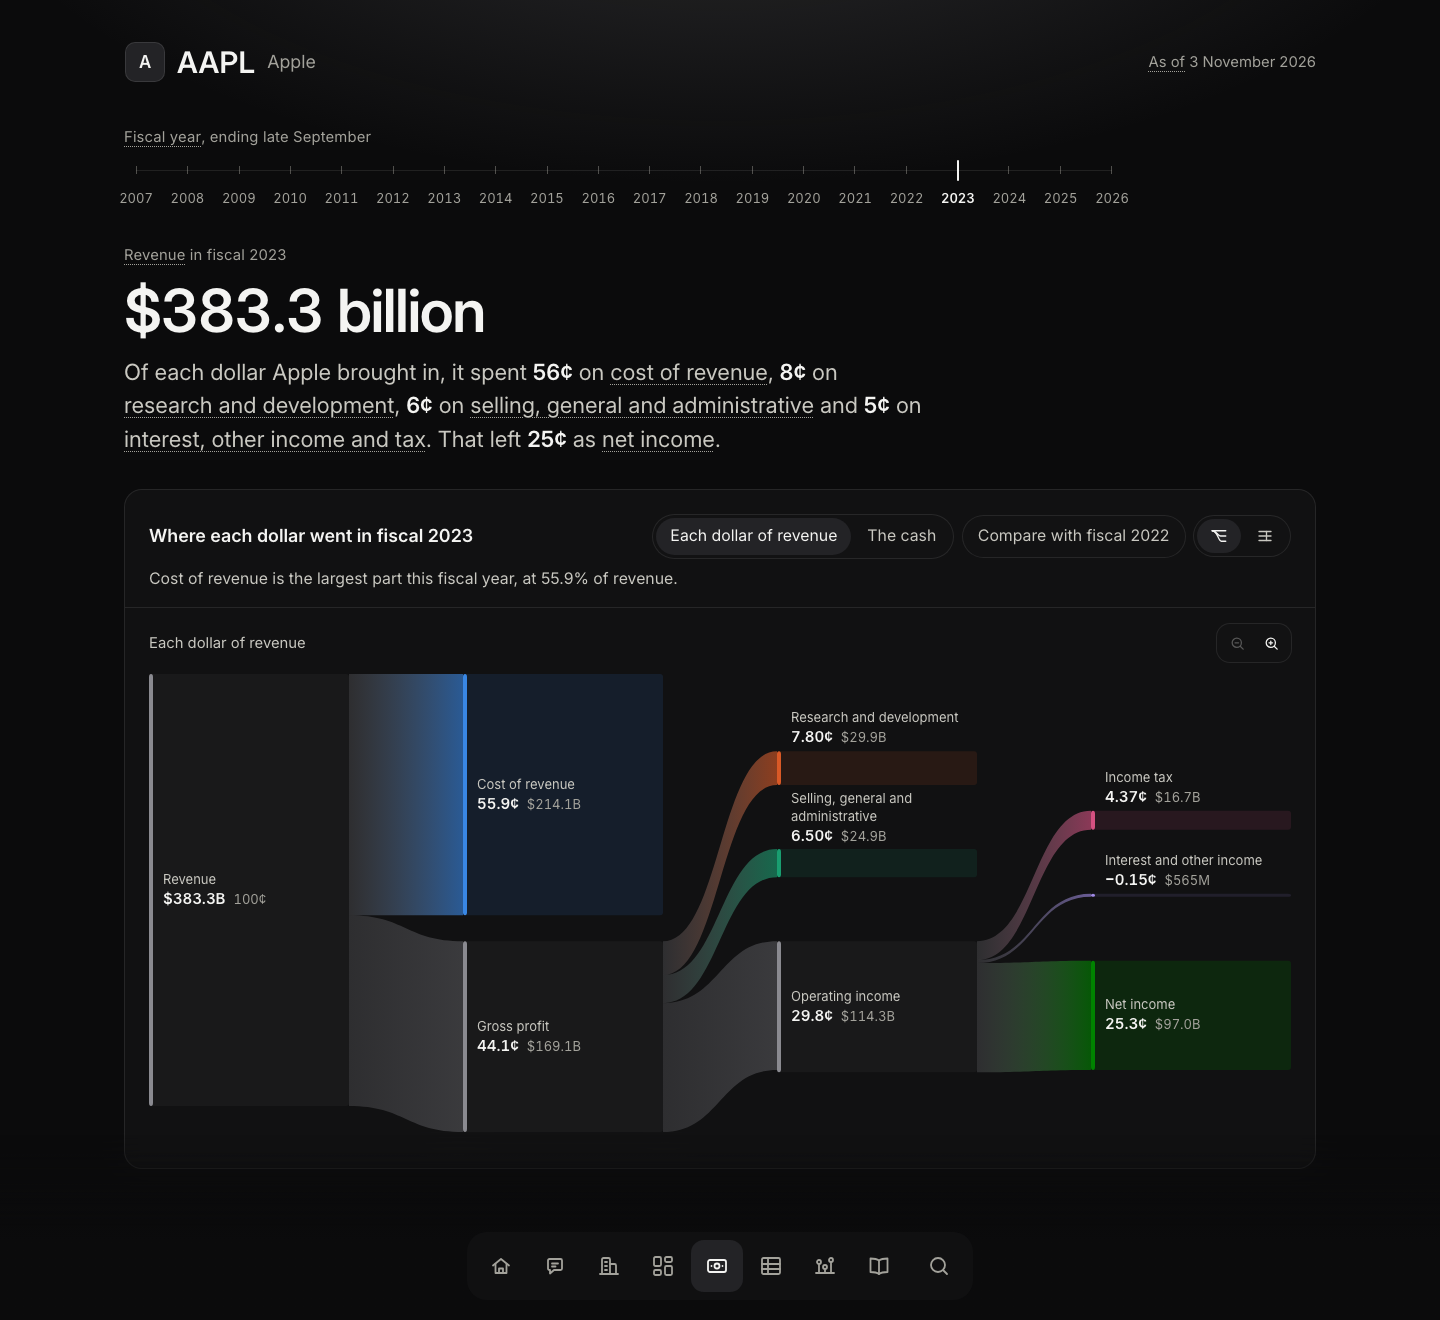 A AAPL Apple
As of 3 November 2026
Fiscal year, ending late September
2007 2008 2009 2010 2011 2012 2013 2014 2015 2016 2017 2018 2019 2020 2021 2022 2023 2024 2025 2026
Revenue in fiscal 2023
$383.3 billion
Of each dollar Apple brought in, it spent 56¢ on cost of revenue, 8¢ on
research and development, 6¢ on selling, general and administrative and 5¢ on
interest, other income and tax. That left 25¢ as net income.
Where each dollar went in fiscal 2023
Each dollar of revenue The cash Compare with fiscal 2022
Cost of revenue is the largest part this fiscal year, at 55.9% of revenue.
Each dollar of revenue
Revenue
$383.3B 100¢
Cost of revenue
55.9¢ $214.1B
Gross profit
44.1¢ $169.1B
Research and development
7.80¢ $29.9B
Selling, general and
administrative
6.50¢ $24.9B
Operating income
29.8¢ $114.3B
Income tax
4.37¢ $16.7B
Interest and other income
−0.15¢ $565M
Net income
25.3¢ $97.0B